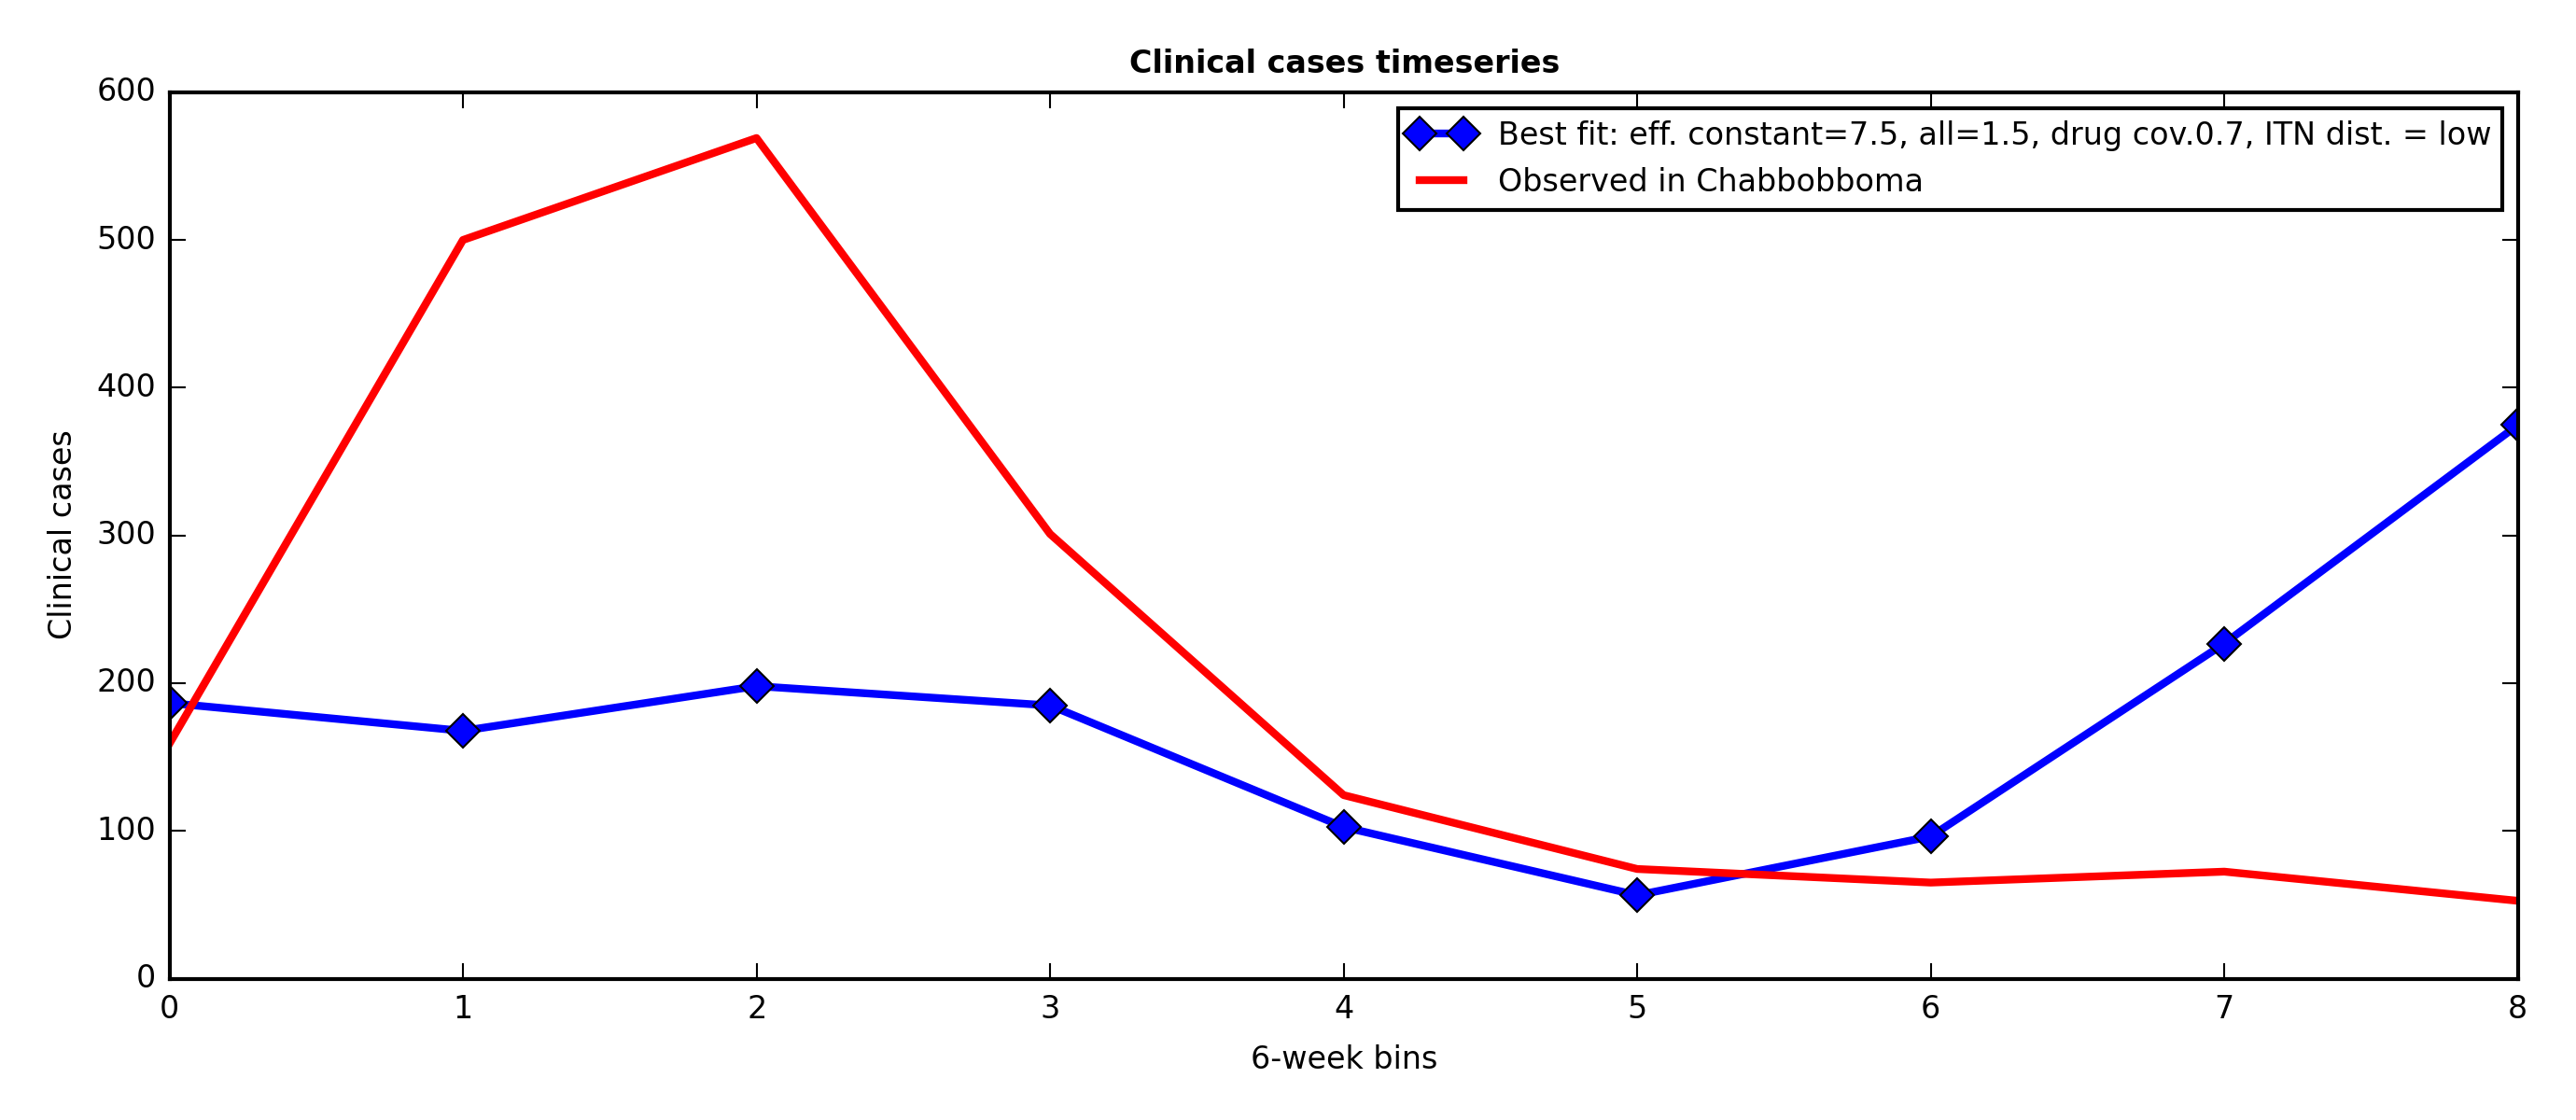 Clinical cases timeseries
600
500
400
300
200
100
0
Clinical cases
Best fit: eff. constant=7.5, all=1.5, drug cov.0.7, ITN dist. = low
Observed in Chabbobboma
0 1 2 3 4 5 6 7 8
6-week bins